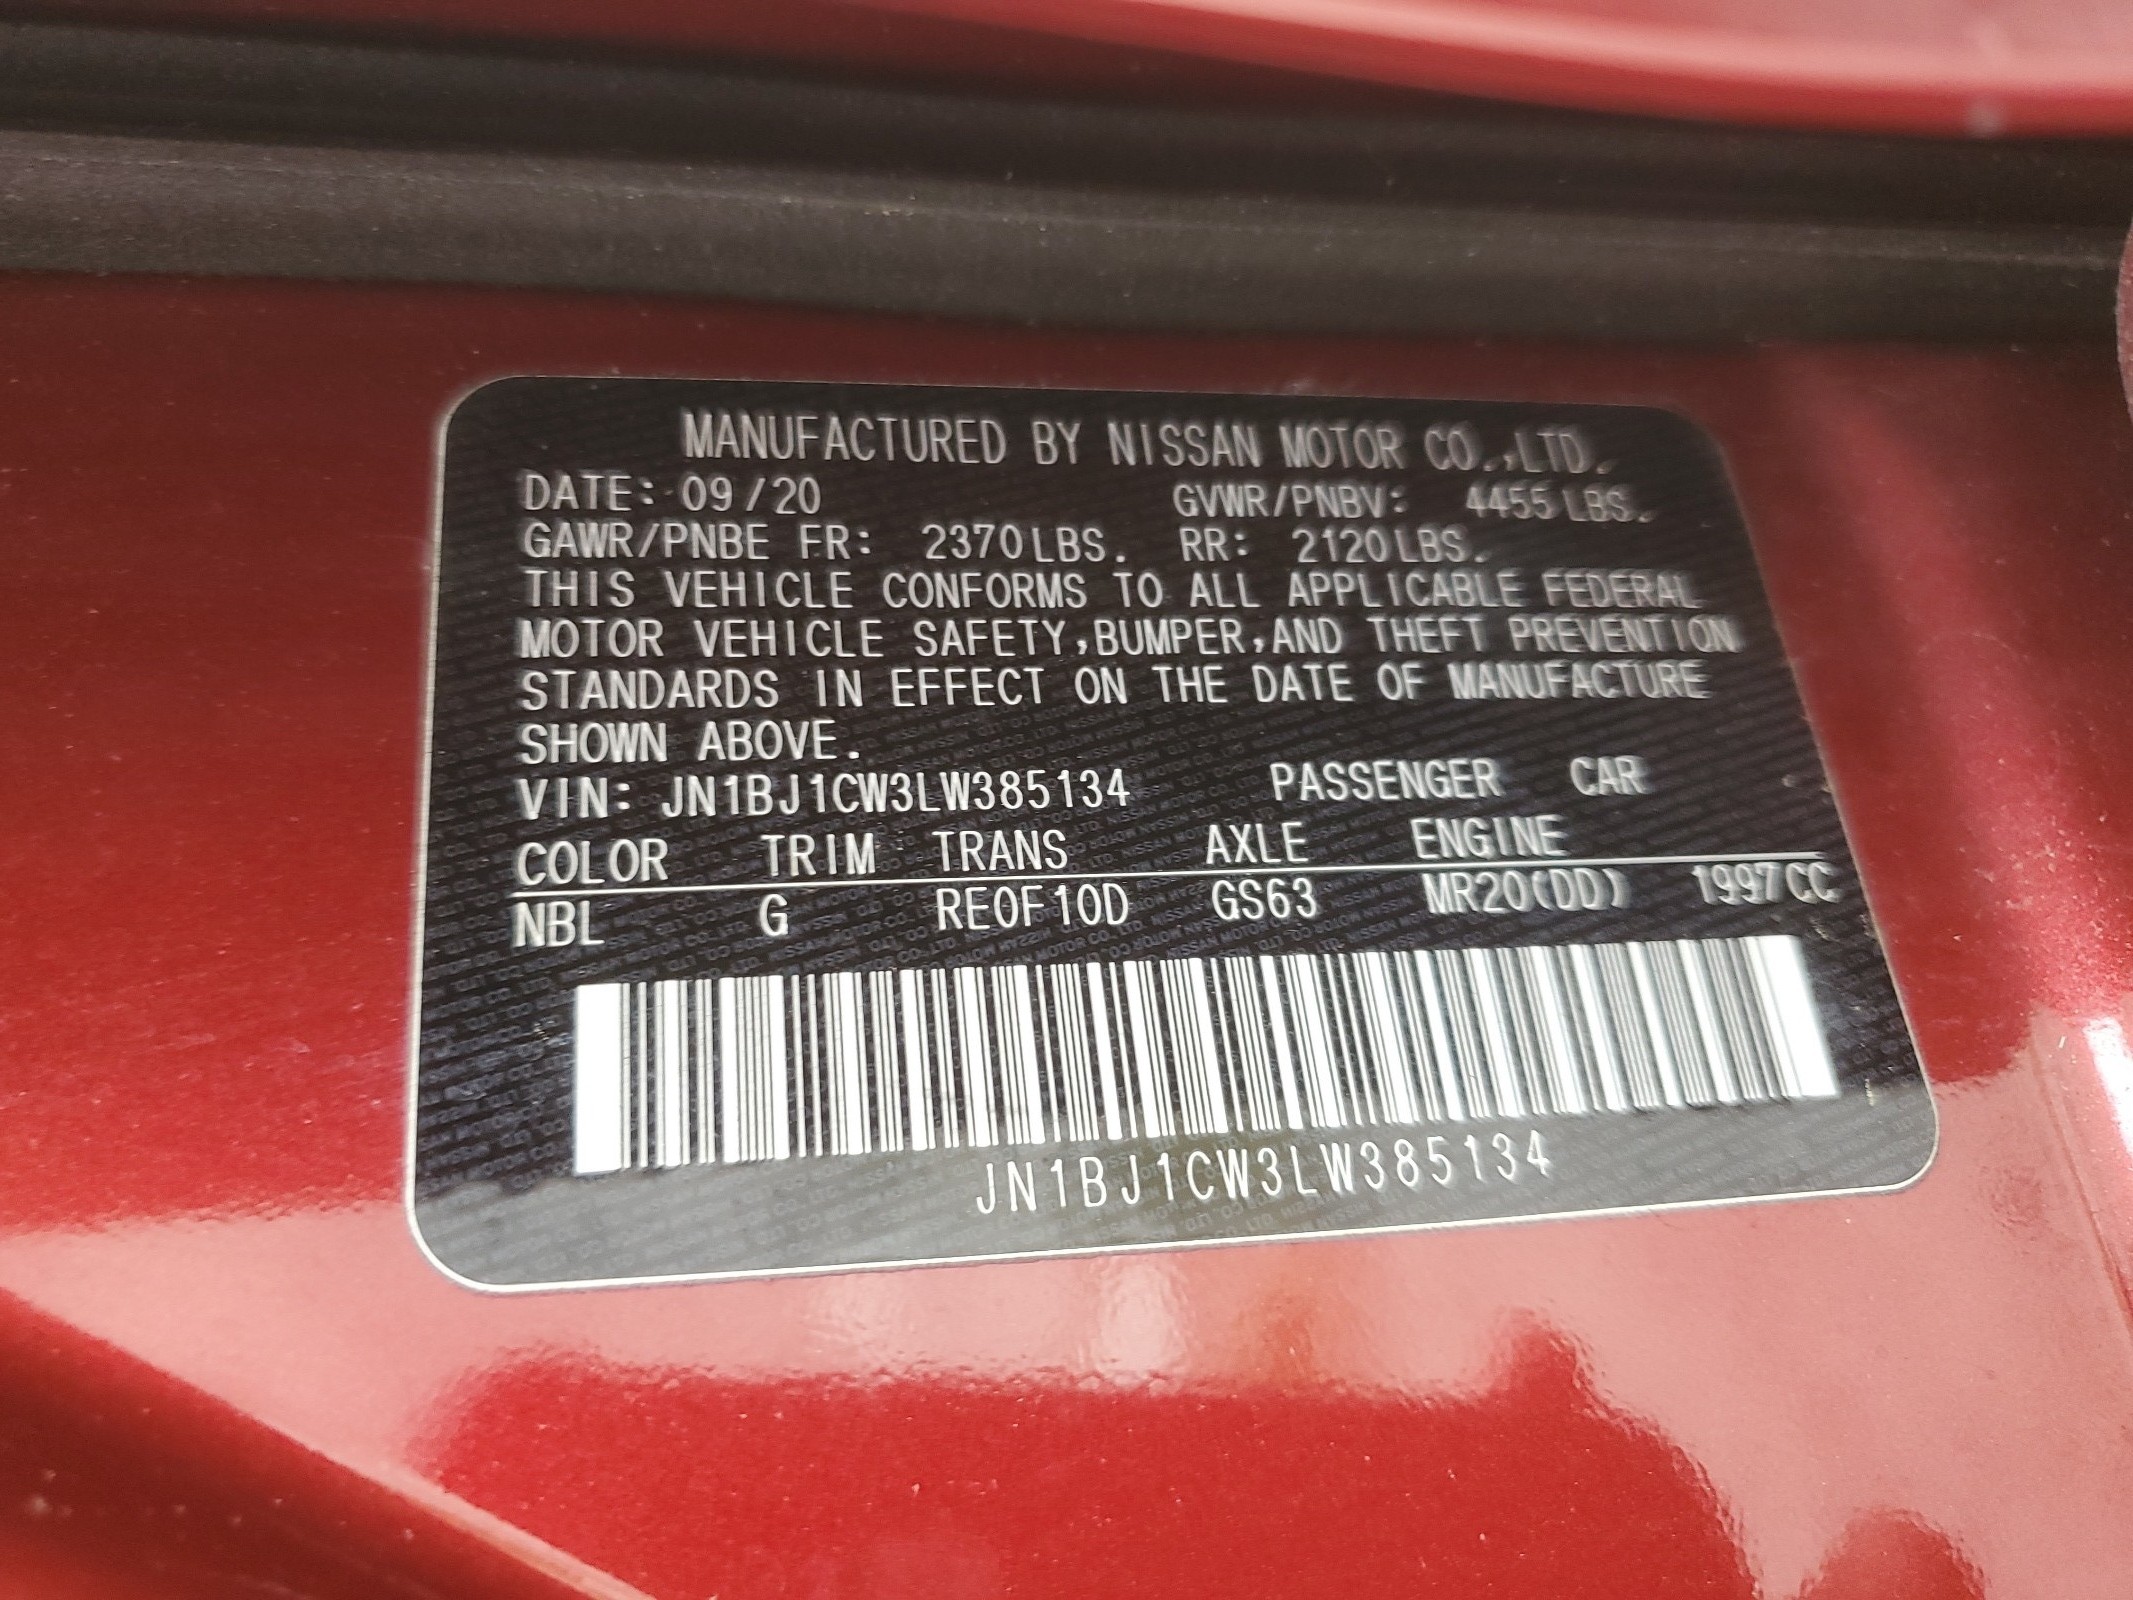 MANUFACTURED BY NISSAN MOTOR CO.,LTD.
DATE: 09/20 GVWR/PNBV: 4455LBS.
GAWR/PNBE FR: 2370LBS. RR: 2120LBS.
THIS VEHICLE CONFORMS TO ALL APPLICABLE FEDERAL
MOTOR VEHICLE SAFETY,BUMPER,AND THEFT PREVENTION
STANDARDS IN EFFECT ON THE DATE OF MANUFACTURE
SHOWN ABOVE.
VIN: JN1BJ1CW3LW385134 PASSENGER CAR
COLOR TRIM TRANS AXLE ENGINE
NBL G RE0F10D GS63 MR20(DD) 1997CC
JN1BJ1CW3LW385134